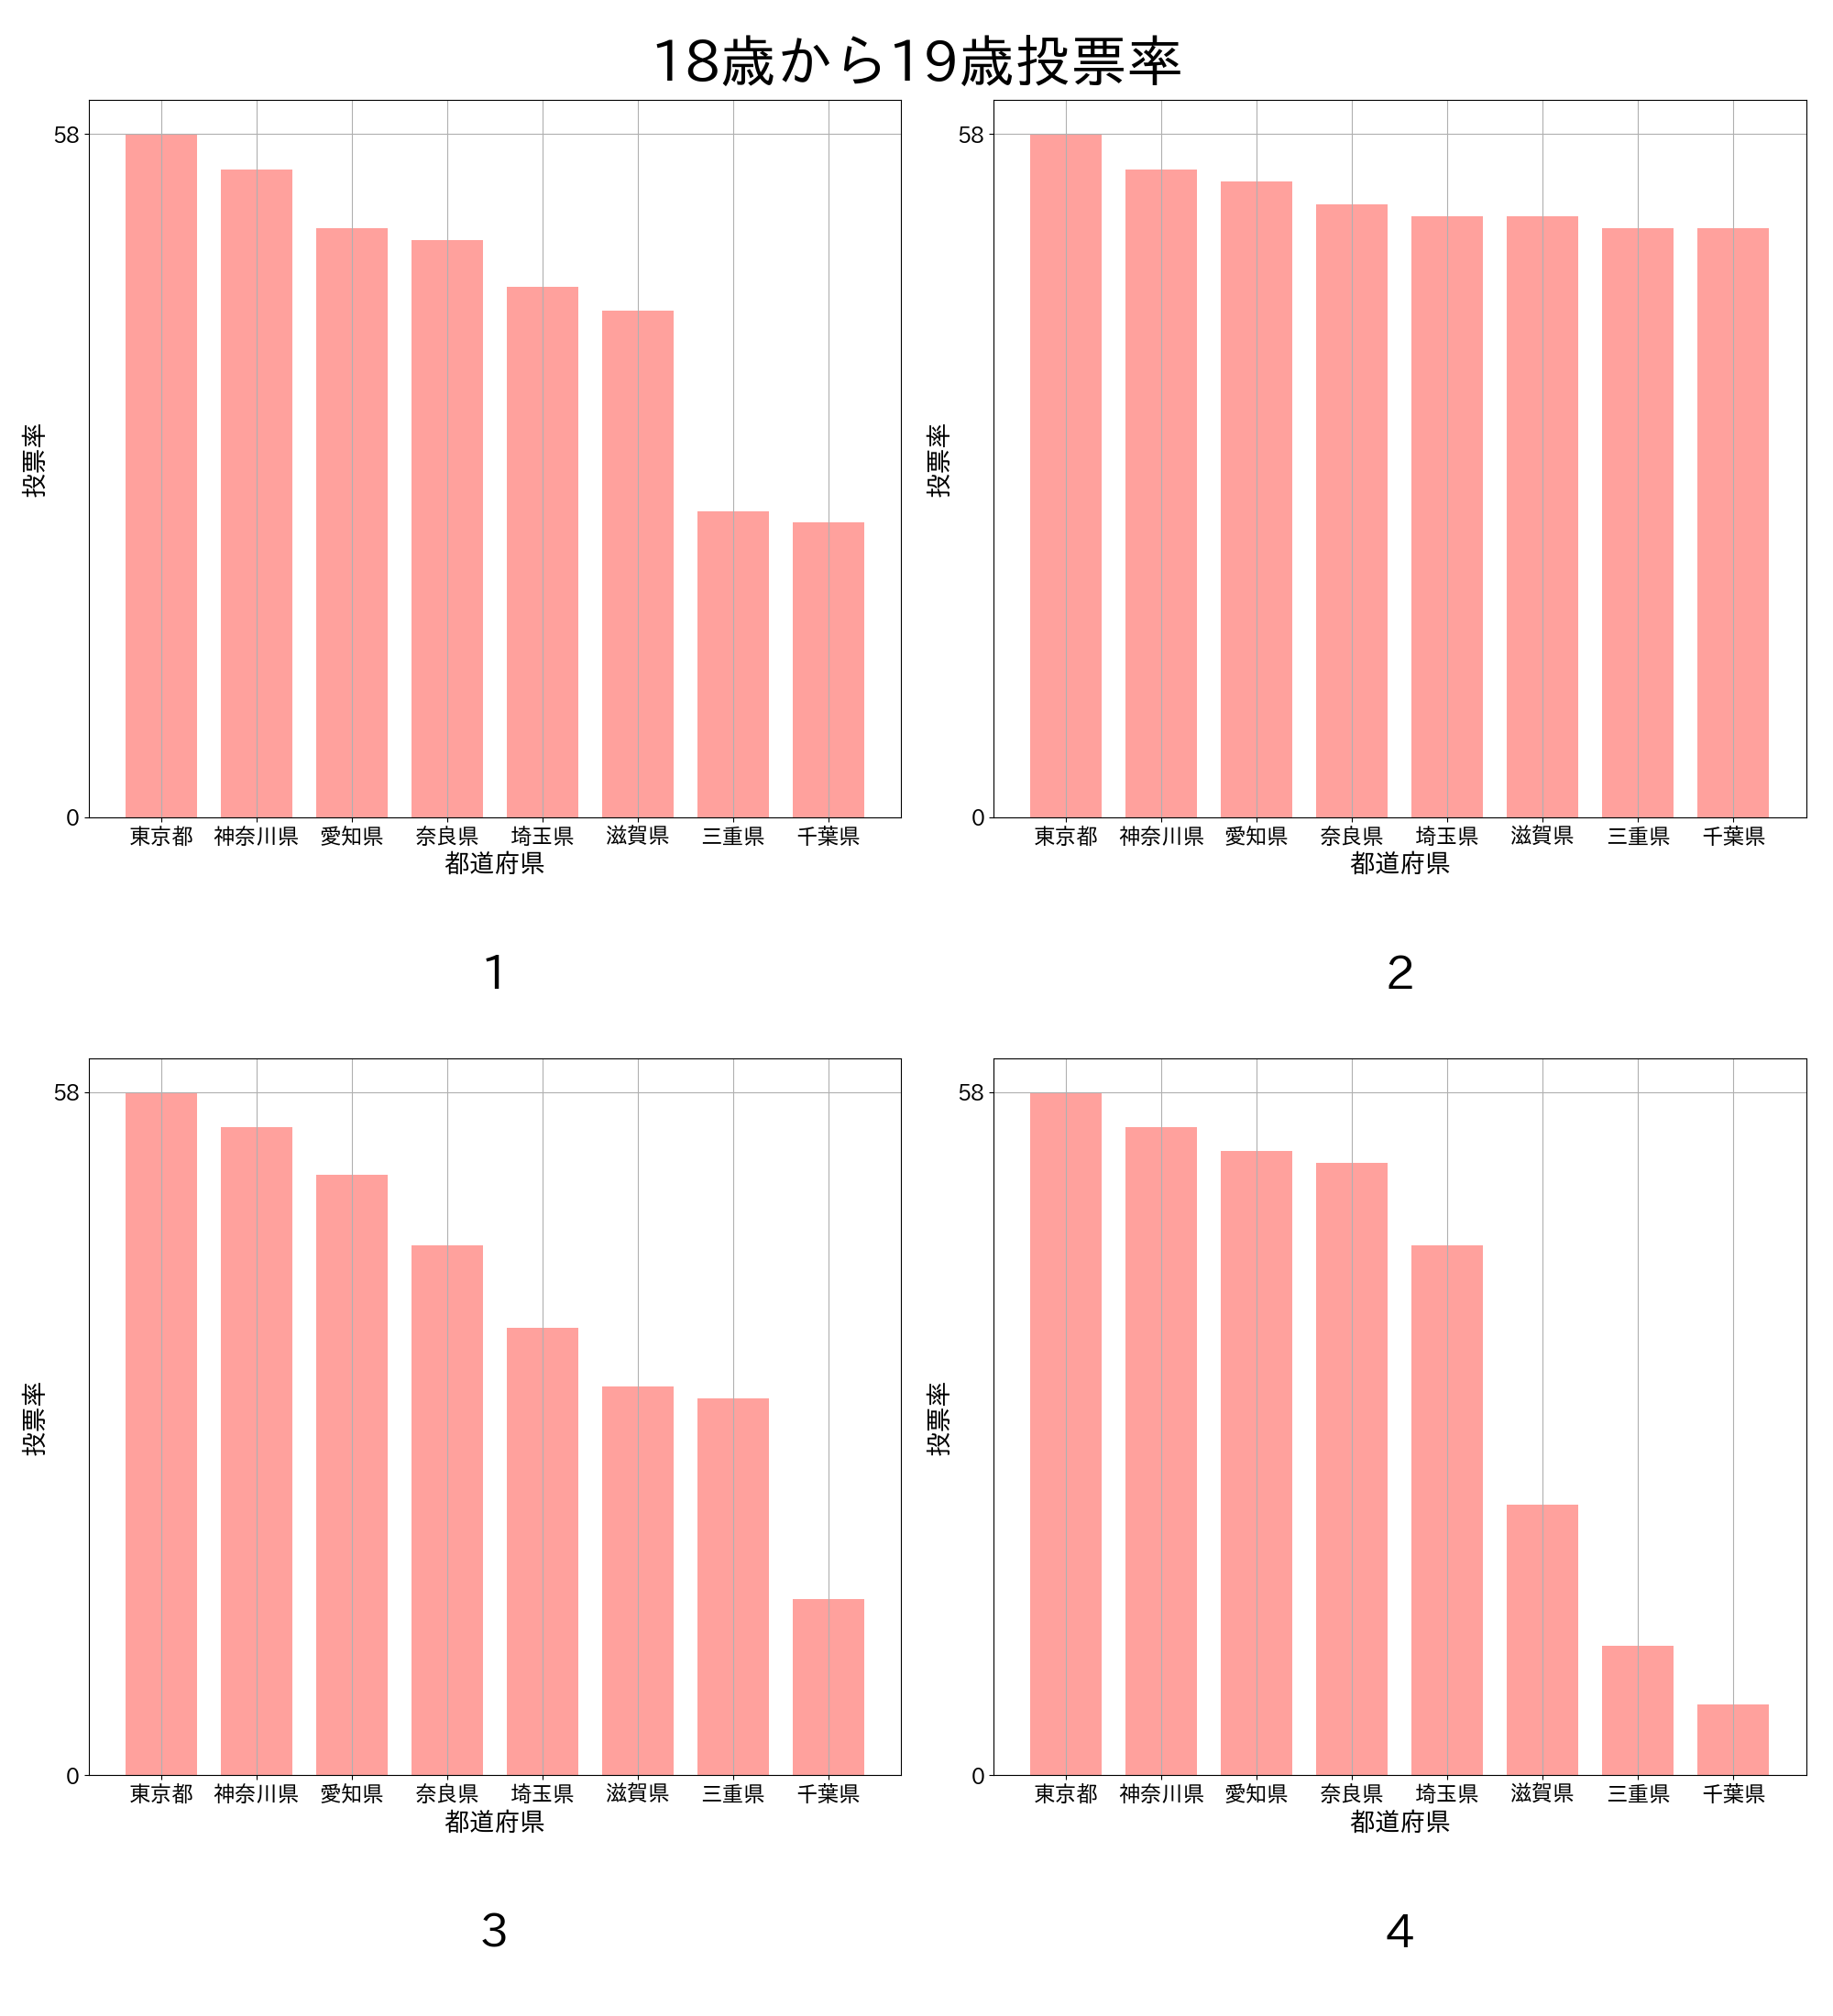 18歳から19歳投票率
58
0
投票率
東京都 神奈川県 愛知県 奈良県 埼玉県 滋賀県 三重県 千葉県
都道府県
1
58
0
投票率
東京都 神奈川県 愛知県 奈良県 埼玉県 滋賀県 三重県 千葉県
都道府県
2
58
0
投票率
東京都 神奈川県 愛知県 奈良県 埼玉県 滋賀県 三重県 千葉県
都道府県
3
58
0
投票率
東京都 神奈川県 愛知県 奈良県 埼玉県 滋賀県 三重県 千葉県
都道府県
4